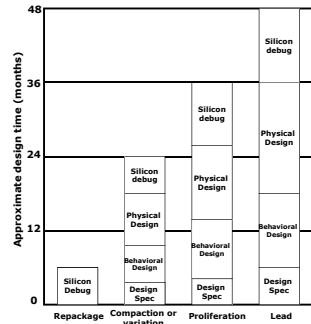 Approximate design time (months)
48
36
24
12
0
Silicon
Debug
Silicon
debug
Physical
Design
Behavioral
Design
Design
Spec
Silicon
debug
Physical
Design
Behavioral
Design
Design
Spec
Silicon
debug
Physical
Design
Behavioral
Design
Design
Spec
Repackage
Compaction or
variation
Proliferation
Lead